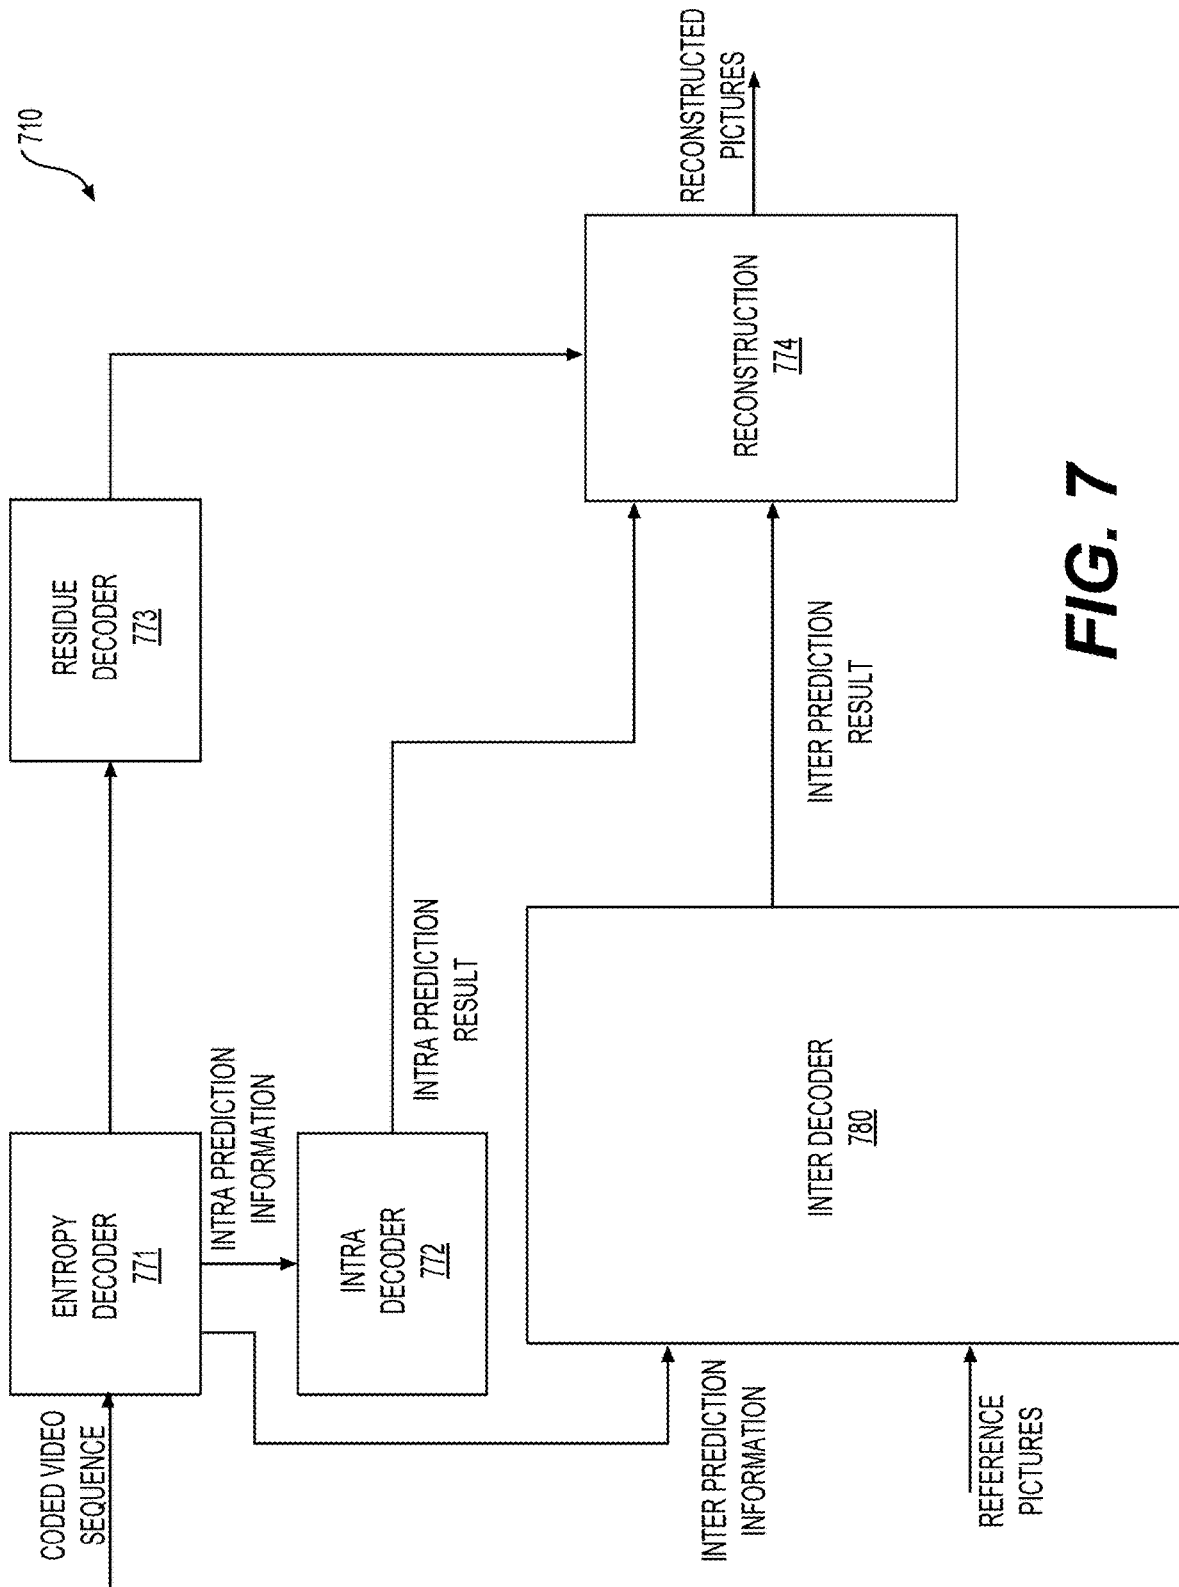 710
CODED VIDEO
SEQUENCE
ENTROPY
DECODER
771
RESIDUE
DECODER
773
INTRA PREDICTION
INFORMATION
INTRA
DECODER
772
INTRA PREDICTION
RESULT
RECONSTRUCTED
PICTURES
RECONSTRUCTION
774
INTER PREDICTION
INFORMATION
INTER DECODER
780
INTER PREDICTION
RESULT
REFERENCE
PICTURES
FIG. 7